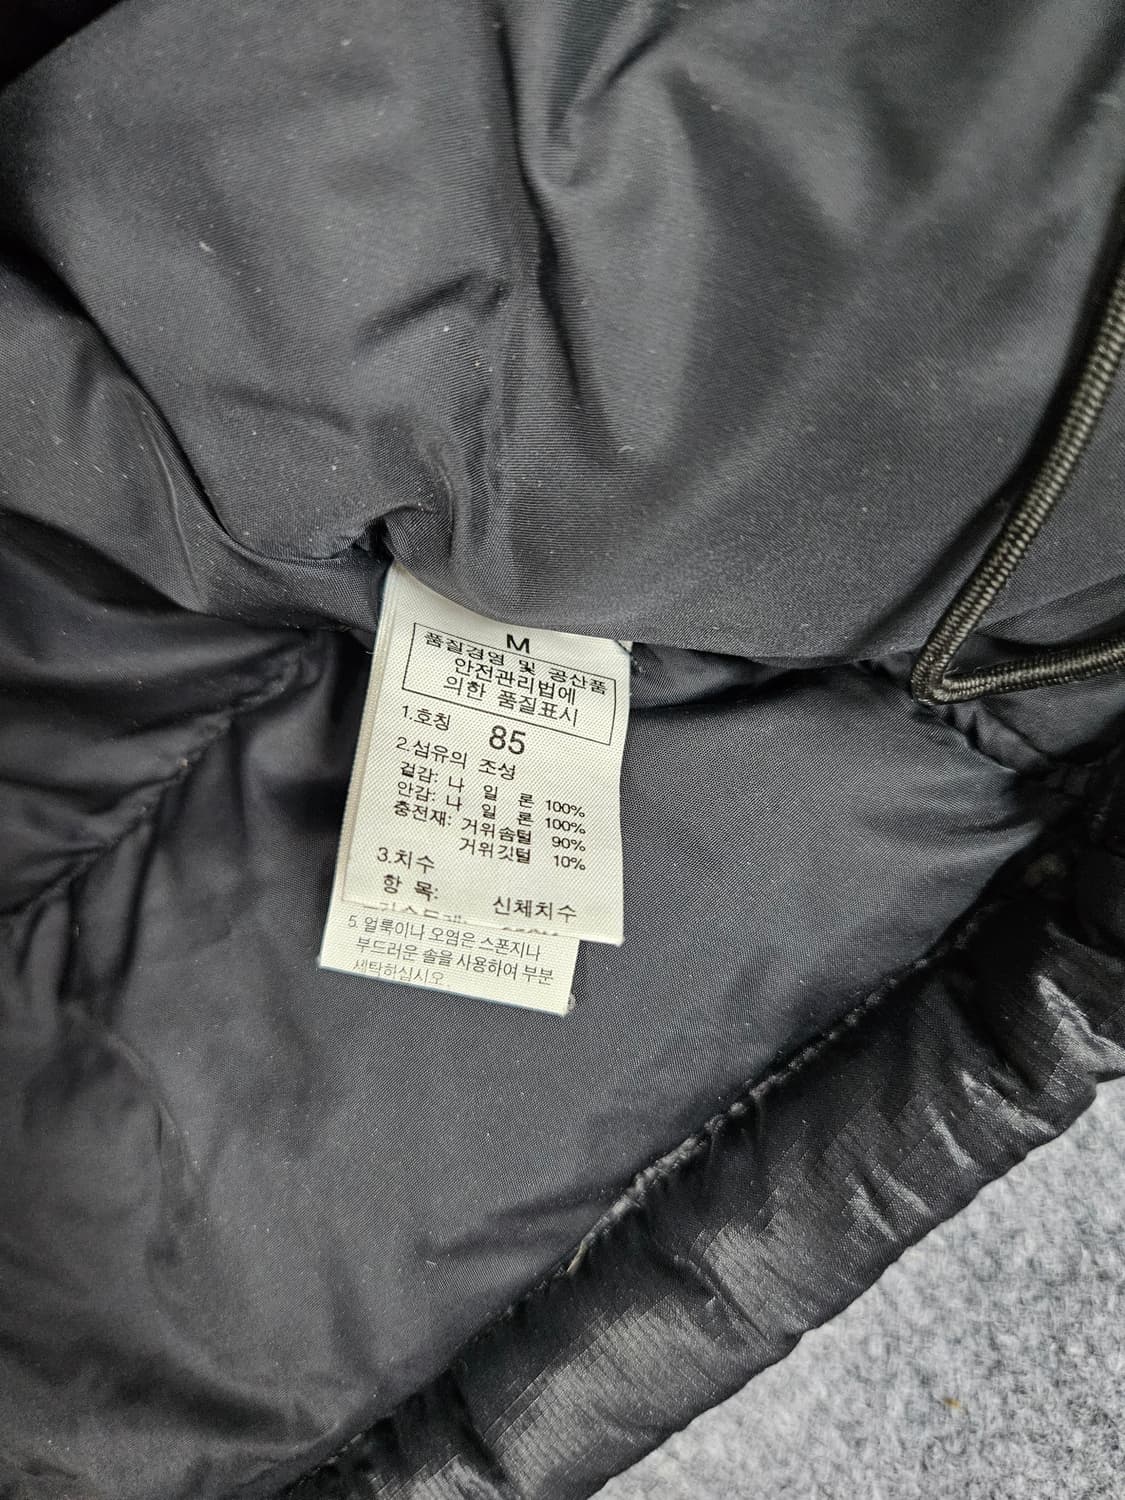 M
품질경영 및 공산품
안전관리법에
의한 품질표시
1.호칭 85
2.섬유의 조성
겉감: 나 일 론 100%
안감: 나 일 론 100%
충전재: 거위솜털 90%
거위깃털 10%
3.치수
항 목: 신체치수
5. 얼룩이나 오염은 스폰지나
부드러운 솔을 사용하여 부분
세탁하십시오.